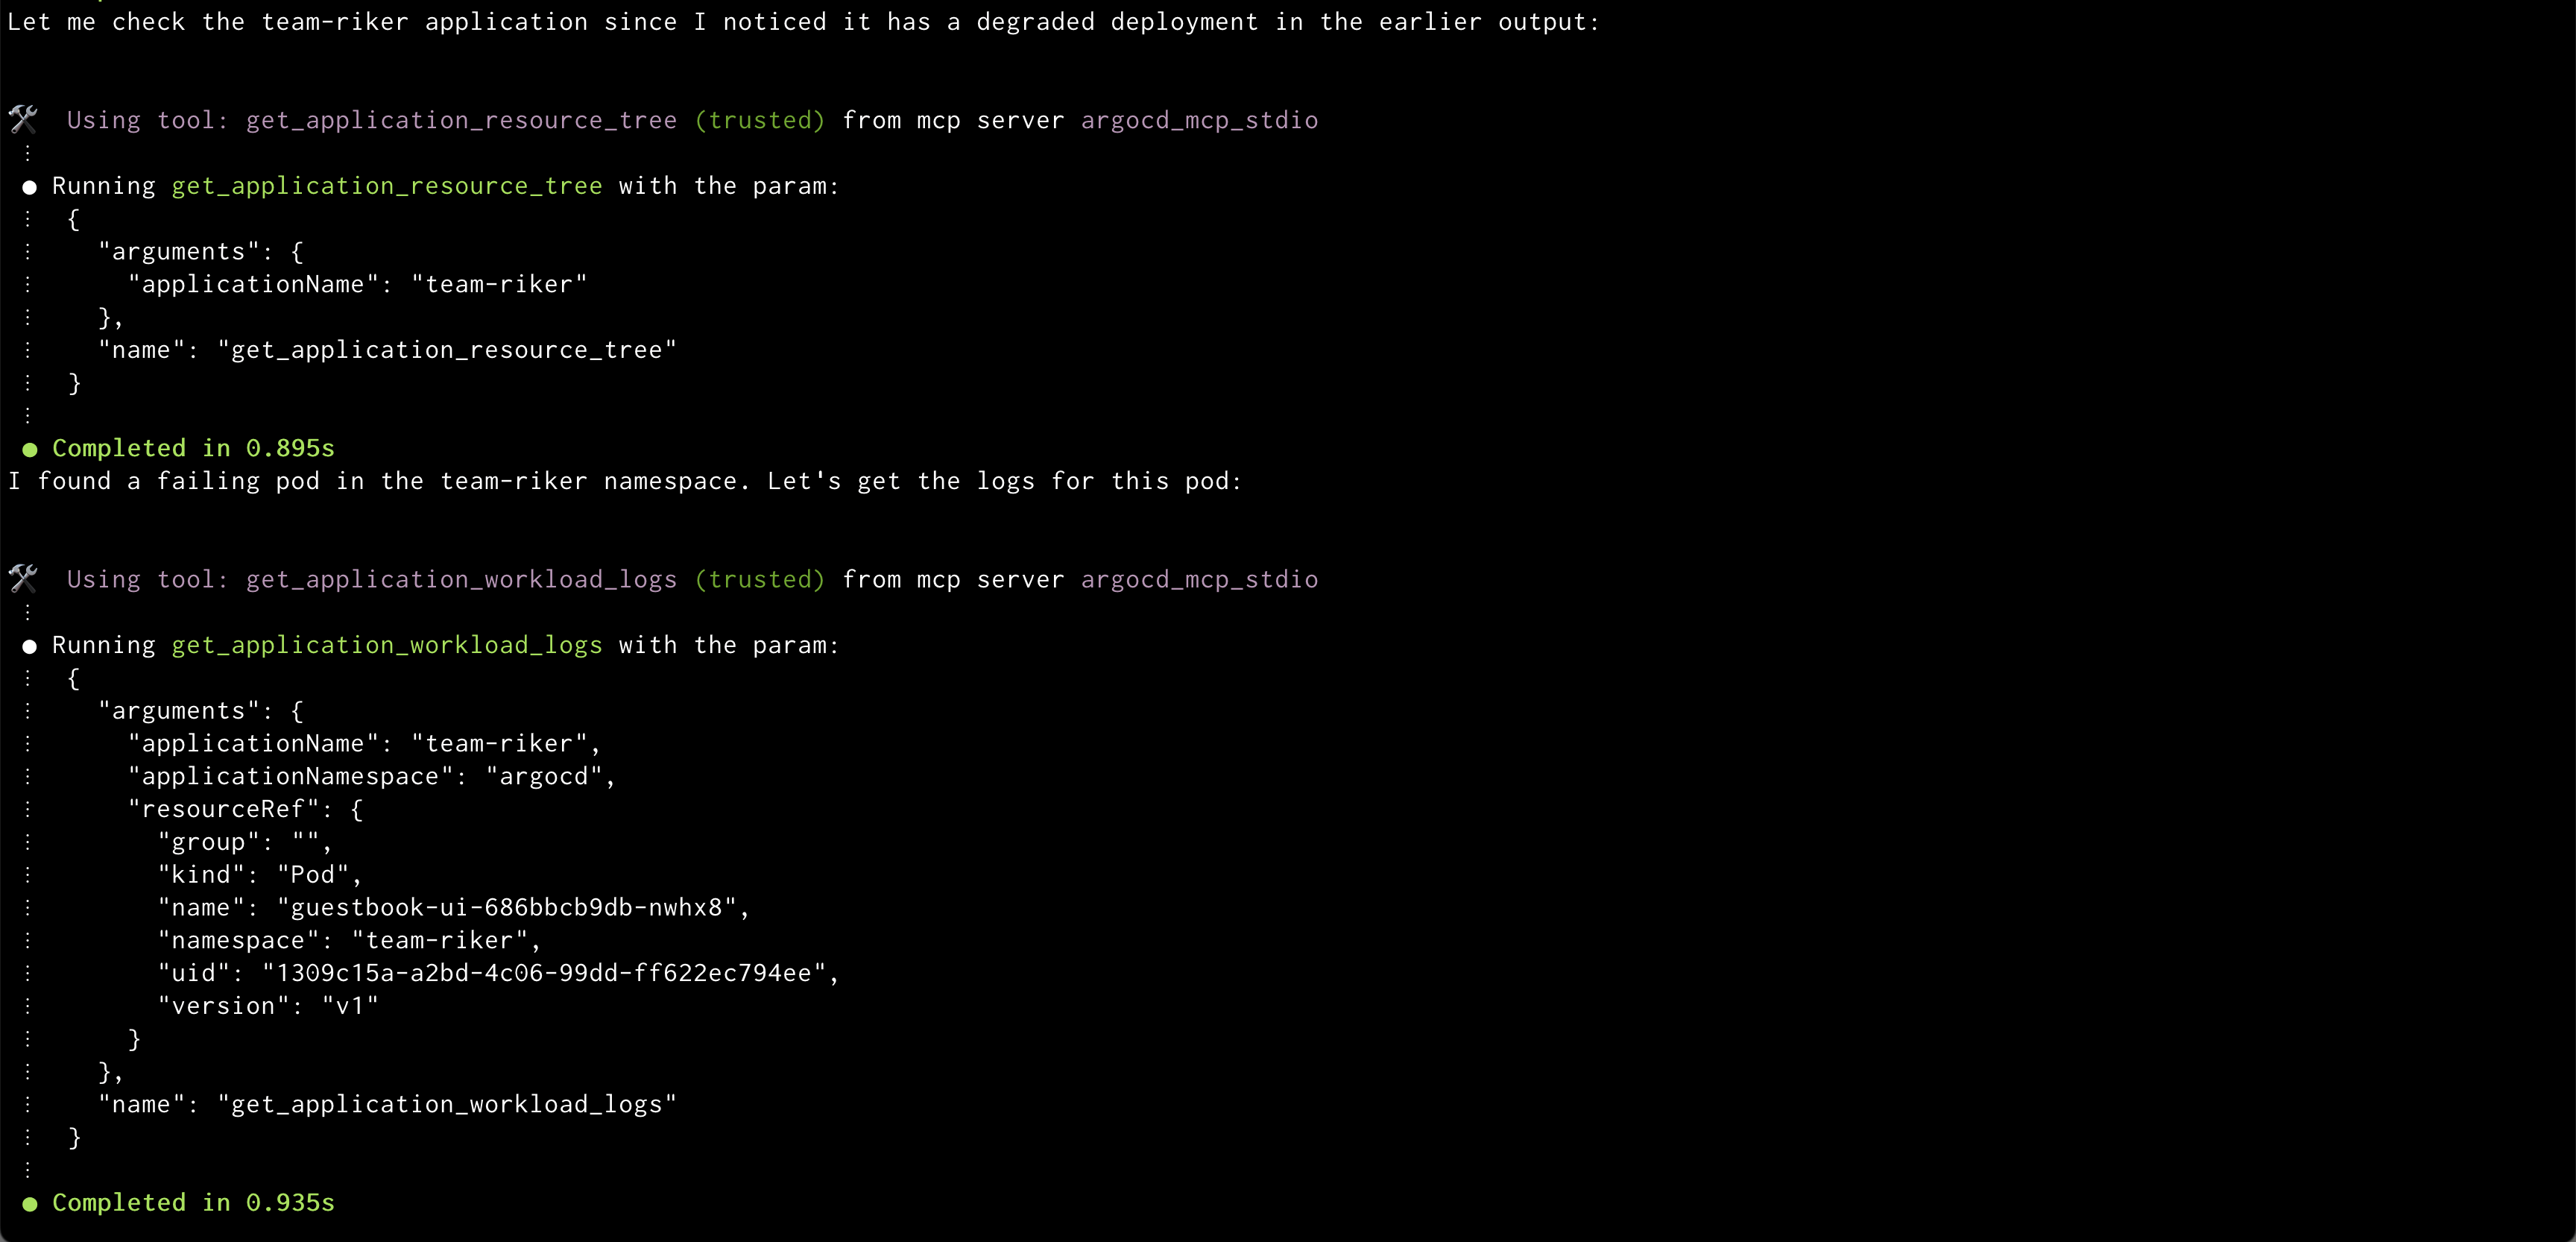 Let me check the team-riker application since I noticed it has a degraded deployment in the earlier output:
🛠️  Using tool: get_application_resource_tree (trusted) from mcp server argocd_mcp_stdio
⋮
● Running get_application_resource_tree with the param:
⋮  {
⋮    "arguments": {
⋮      "applicationName": "team-riker"
⋮    },
⋮    "name": "get_application_resource_tree"
⋮  }
⋮
● Completed in 0.895s
I found a failing pod in the team-riker namespace. Let's get the logs for this pod:
🛠️  Using tool: get_application_workload_logs (trusted) from mcp server argocd_mcp_stdio
⋮
● Running get_application_workload_logs with the param:
⋮  {
⋮    "arguments": {
⋮      "applicationName": "team-riker",
⋮      "applicationNamespace": "argocd",
⋮      "resourceRef": {
⋮        "group": "",
⋮        "kind": "Pod",
⋮        "name": "guestbook-ui-686bbcb9db-nwhx8",
⋮        "namespace": "team-riker",
⋮        "uid": "1309c15a-a2bd-4c06-99dd-ff622ec794ee",
⋮        "version": "v1"
⋮      }
⋮    },
⋮    "name": "get_application_workload_logs"
⋮  }
⋮
● Completed in 0.935s